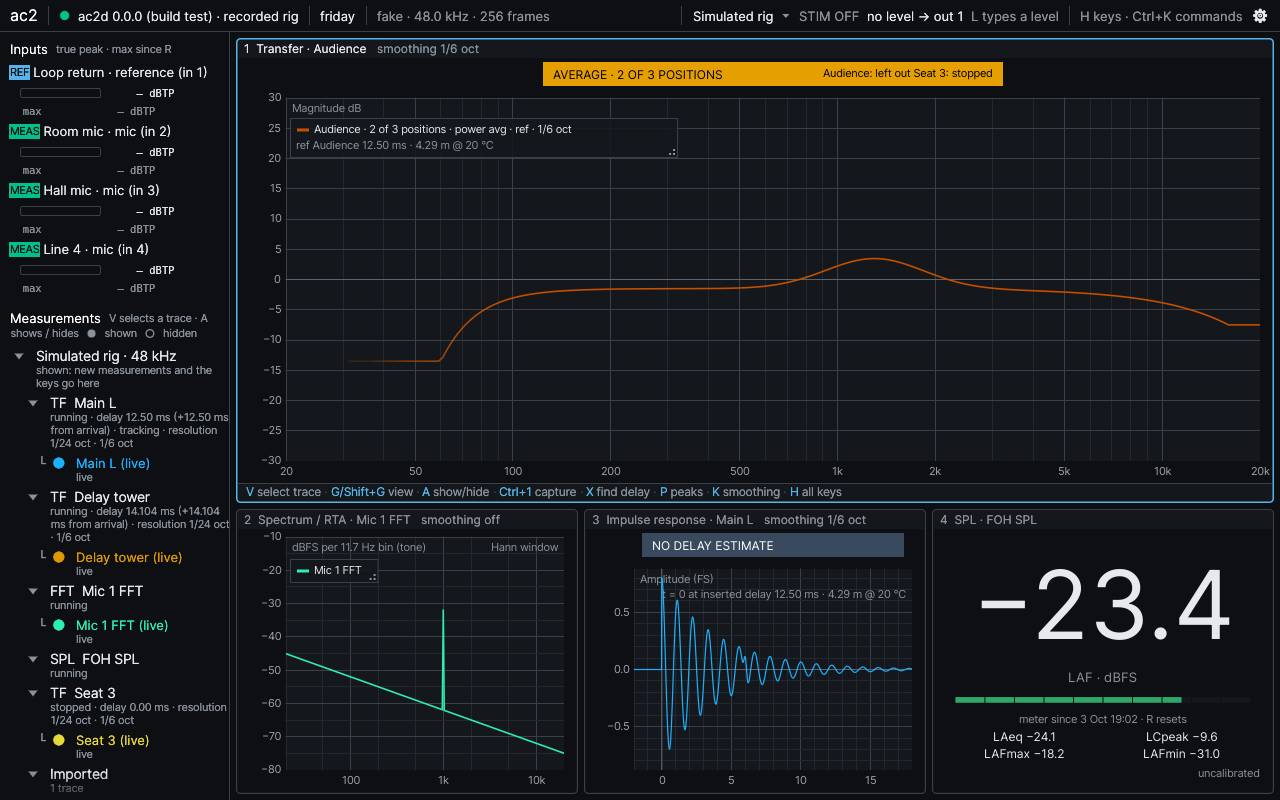 ac2 ac2d 0.0.0 (build test) · recorded rig friday fake · 48.0 kHz · 256 frames Simulated rig STIM OFF no level → out 1 L types a level H keys · Ctrl+K commands
Inputs true peak · max since R
REF Loop return · reference (in 1)
– dBTP
max – dBTP
MEAS Room mic · mic (in 2)
– dBTP
max – dBTP
MEAS Hall mic · mic (in 3)
– dBTP
max – dBTP
MEAS Line 4 · mic (in 4)
– dBTP
max – dBTP
Measurements V selects a trace · A
shows / hides shown hidden
Simulated rig · 48 kHz
shown: new measurements and the
keys go here
TF Main L
running · delay 12.50 ms (+12.50 ms
from arrival) · tracking · resolution
1/24 oct · 1/6 oct
Main L (live)
live
TF Delay tower
running · delay 14.104 ms (+14.104
ms from arrival) · resolution 1/24 oct
· 1/6 oct
Delay tower (live)
live
FFT Mic 1 FFT
running
Mic 1 FFT (live)
live
SPL FOH SPL
running
TF Seat 3
stopped · delay 0.00 ms · resolution
1/24 oct · 1/6 oct
Seat 3 (live)
live
Imported
1 trace
1 Transfer · Audience smoothing 1/6 oct
AVERAGE · 2 OF 3 POSITIONS Audience: left out Seat 3: stopped
Magnitude dB
Audience · 2 of 3 positions · power avg · ref · 1/6 oct
ref Audience 12.50 ms · 4.29 m @ 20 °C
30
25
20
15
10
5
0
−5
−10
−15
−20
−25
−30
20 50 100 200 500 1k 2k 5k 10k 20k
V select trace · G/Shift+G view · A show/hide · Ctrl+1 capture · X find delay · P peaks · K smoothing · H all keys
2 Spectrum / RTA · Mic 1 FFT smoothing off
dBFS per 11.7 Hz bin (tone) Hann window
Mic 1 FFT
−10
−20
−30
−40
−50
−60
−70
−80
100 1k 10k
3 Impulse response · Main L smoothing 1/6 oct
NO DELAY ESTIMATE
Amplitude (FS)
t = 0 at inserted delay 12.50 ms · 4.29 m @ 20 °C
0.5
0.0
−0.5
0 5 10 15
4 SPL · FOH SPL
−23.4
LAF · dBFS
meter since 3 Oct 19:02 · R resets
LAeq −24.1 LCpeak −9.6
LAFmax −18.2 LAFmin −31.0
uncalibrated